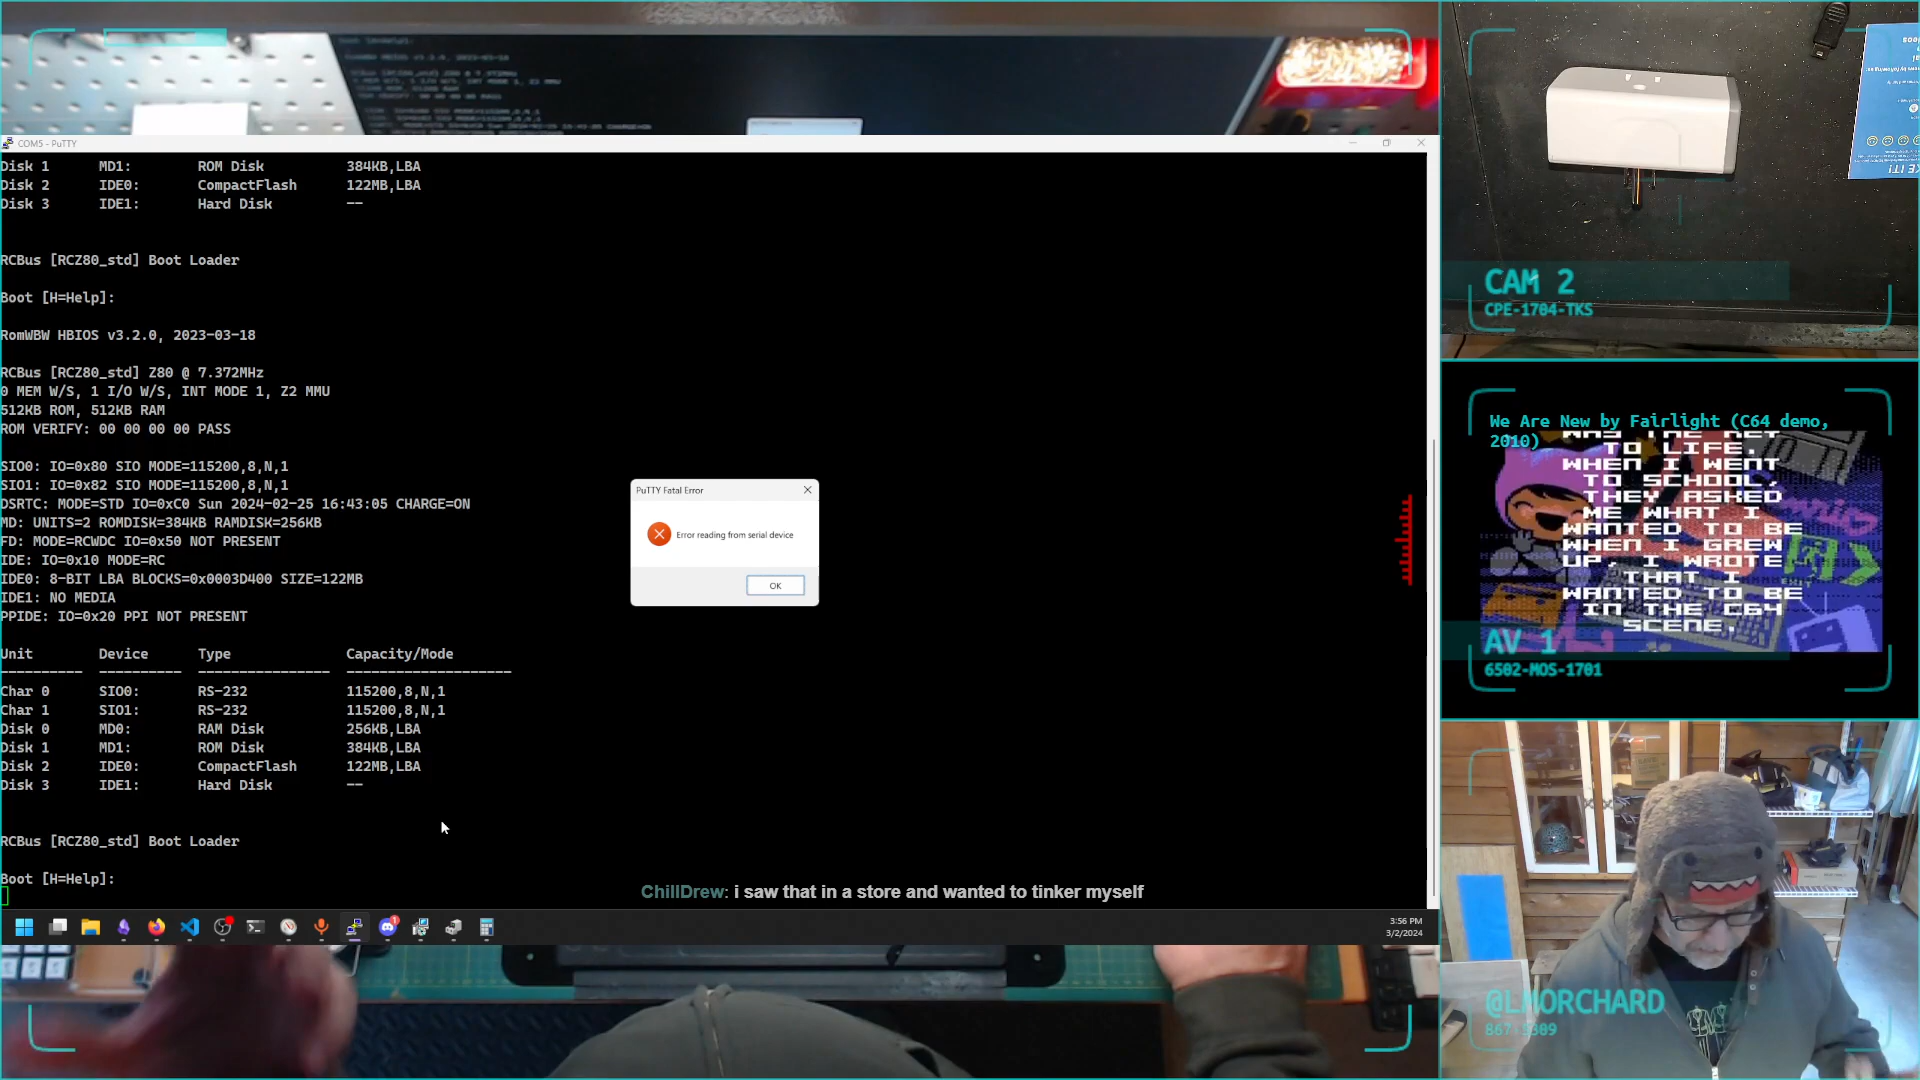 COM5 - PuTTY
Disk 1 MD1: ROM Disk 384KB,LBA
Disk 2 IDE0: CompactFlash 122MB,LBA
Disk 3 IDE1: Hard Disk --
RCBus [RCZ80_std] Boot Loader
Boot [H=Help]:
RomWBW HBIOS v3.2.0, 2023-03-18
RCBus [RCZ80_std] Z80 @ 7.372MHz
0 MEM W/S, 1 I/O W/S, INT MODE 1, Z2 MMU
512KB ROM, 512KB RAM
ROM VERIFY: 00 00 00 00 PASS
SIO0: IO=0x80 SIO MODE=115200,8,N,1
SIO1: IO=0x82 SIO MODE=115200,8,N,1
DSRTC: MODE=STD IO=0xC0 Sun 2024-02-25 16:43:05 CHARGE=ON
MD: UNITS=2 ROMDISK=384KB RAMDISK=256KB
FD: MODE=RCWDC IO=0x50 NOT PRESENT
IDE: IO=0x10 MODE=RC
IDE0: 8-BIT LBA BLOCKS=0x0003D400 SIZE=122MB
IDE1: NO MEDIA
PPIDE: IO=0x20 PPI NOT PRESENT
Unit Device Type Capacity/Mode
---------- ---------- ---------------- --------------------
Char 0 SIO0: RS-232 115200,8,N,1
Char 1 SIO1: RS-232 115200,8,N,1
Disk 0 MD0: RAM Disk 256KB,LBA
Disk 1 MD1: ROM Disk 384KB,LBA
Disk 2 IDE0: CompactFlash 122MB,LBA
Disk 3 IDE1: Hard Disk --
RCBus [RCZ80_std] Boot Loader
Boot [H=Help]:
PuTTY Fatal Error
Error reading from serial device
OK
ChillDrew: i saw that in a store and wanted to tinker myself
3:56 PM
3/2/2024
CAM 2
CPE-1704-TKS
We Are New by Fairlight (C64 demo,
2010)
TO LIFE.
WHEN I WENT
TO SCHOOL,
THEY ASKED
ME WHAT I
WANTED TO BE
WHEN I GREW
UP, I WROTE
THAT I
WANTED TO BE
IN THE C64
SCENE.
AV 1
6502-MOS-1701
@LMORCHARD
867-5309